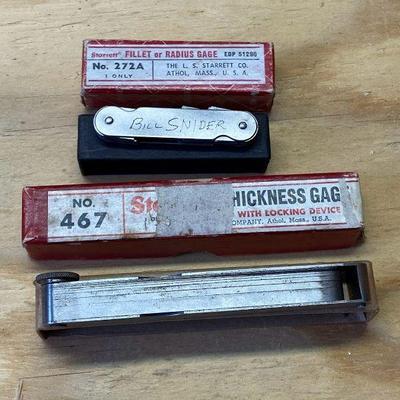 Starrett FILLET or RADIUS GAGE EDP 51280
No. 272A THE L. S. STARRETT CO.
1 ONLY ATHOL, MASS., U. S. A.
BILL SNIDER
NO. HICKNESS GAG
467 WITH LOCKING DEVICE
COMPANY, Athol, Mass., U.S.A.